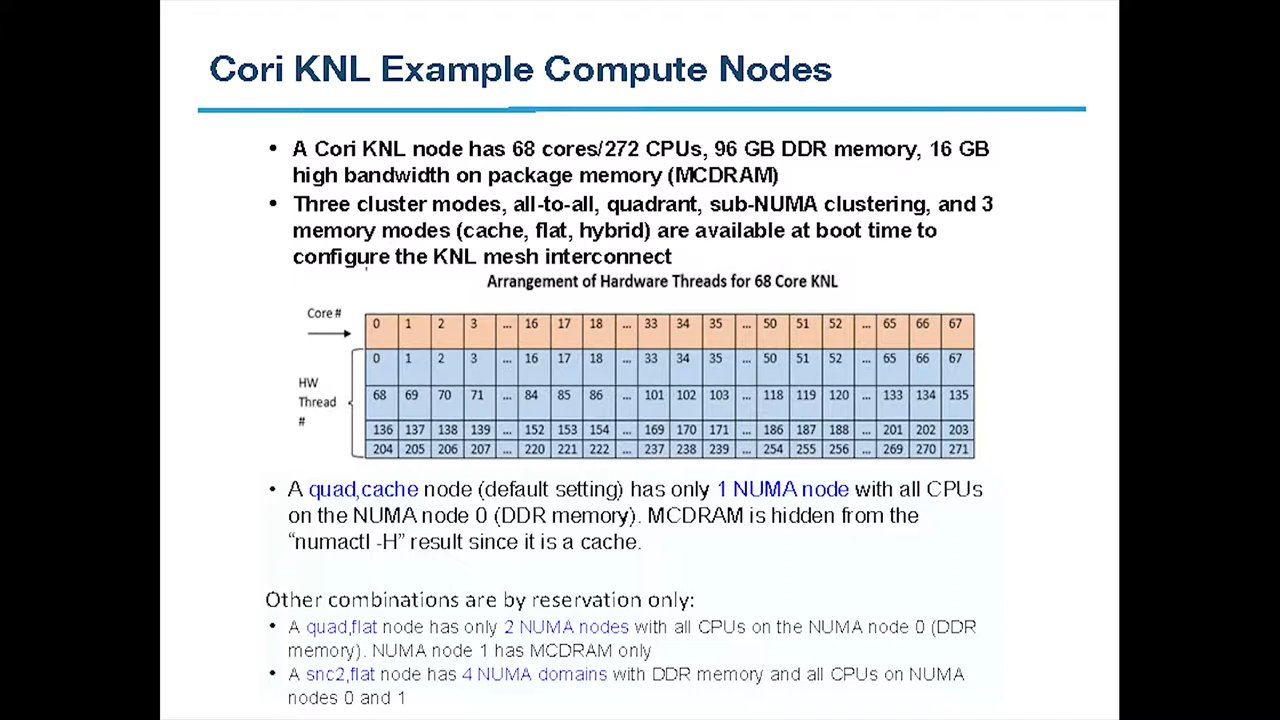 Cori KNL Example Compute Nodes
• A Cori KNL node has 68 cores/272 CPUs, 96 GB DDR memory, 16 GB
high bandwidth on package memory (MCDRAM)
• Three cluster modes, all-to-all, quadrant, sub-NUMA clustering, and 3
memory modes (cache, flat, hybrid) are available at boot time to
configure the KNL mesh interconnect
Arrangement of Hardware Threads for 68 Core KNL
Core #
0 1 2 3 ... 16 17 18 ... 33 34 35 ... 50 51 52 ... 65 66 67
HW
Thread
#
0 1 2 3 ... 16 17 18 ... 33 34 35 ... 50 51 52 ... 65 66 67
68 69 70 71 ... 84 85 86 ... 101 102 103 ... 118 119 120 ... 133 134 135
136 137 138 139 ... 152 153 154 ... 169 170 171 ... 186 187 188 ... 201 202 203
204 205 206 207 ... 220 221 222 ... 237 238 239 ... 254 255 256 ... 269 270 271
• A quad,cache node (default setting) has only 1 NUMA node with all CPUs
on the NUMA node 0 (DDR memory). MCDRAM is hidden from the
“numactl -H” result since it is a cache.
Other combinations are by reservation only:
• A quad,flat node has only 2 NUMA nodes with all CPUs on the NUMA node 0 (DDR
memory). NUMA node 1 has MCDRAM only
• A snc2,flat node has 4 NUMA domains with DDR memory and all CPUs on NUMA
nodes 0 and 1